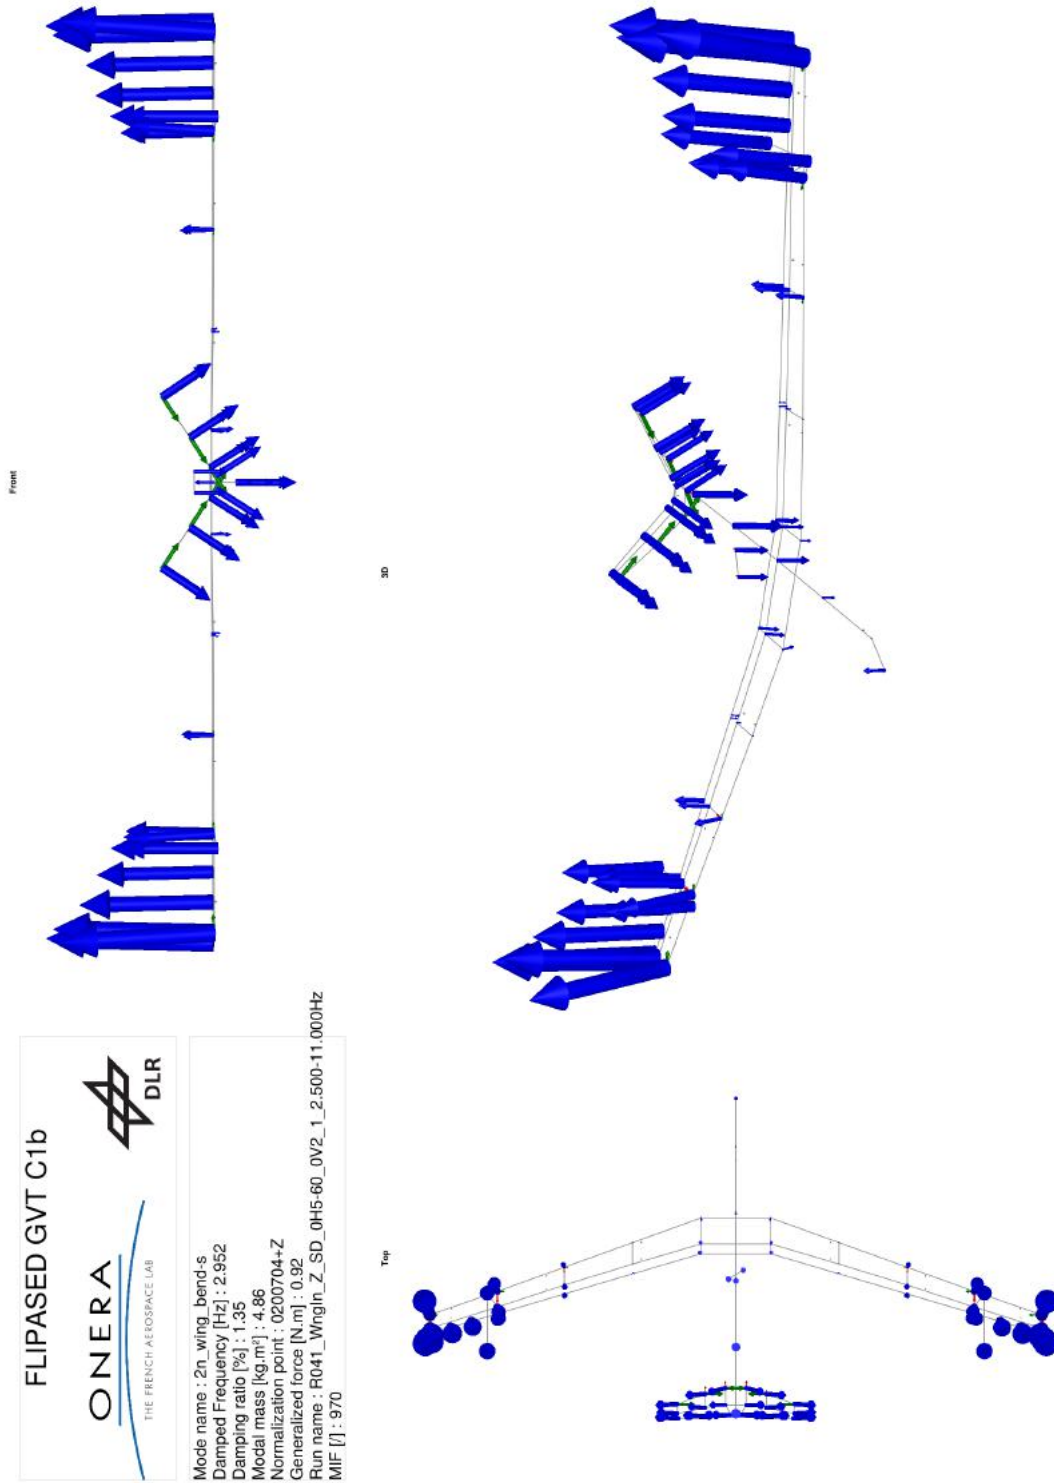 FLIPASED GVT C1b
ONERA
THE FRENCH AEROSPACE LAB
DLR
Mode name : 2n_wing_bend-s
Damped Frequency [Hz] : 2.952
Damping ratio [%] : 1.35
Modal mass [kg.m²] : 4.86
Normalization point : 0200704+Z
Generalized force [N.m] : 0.92
Run name : R041_WngIn_Z_SD_0H5-60_0V2_1_2.500-11.000Hz
MIF [/] : 970
Front
3D
Top